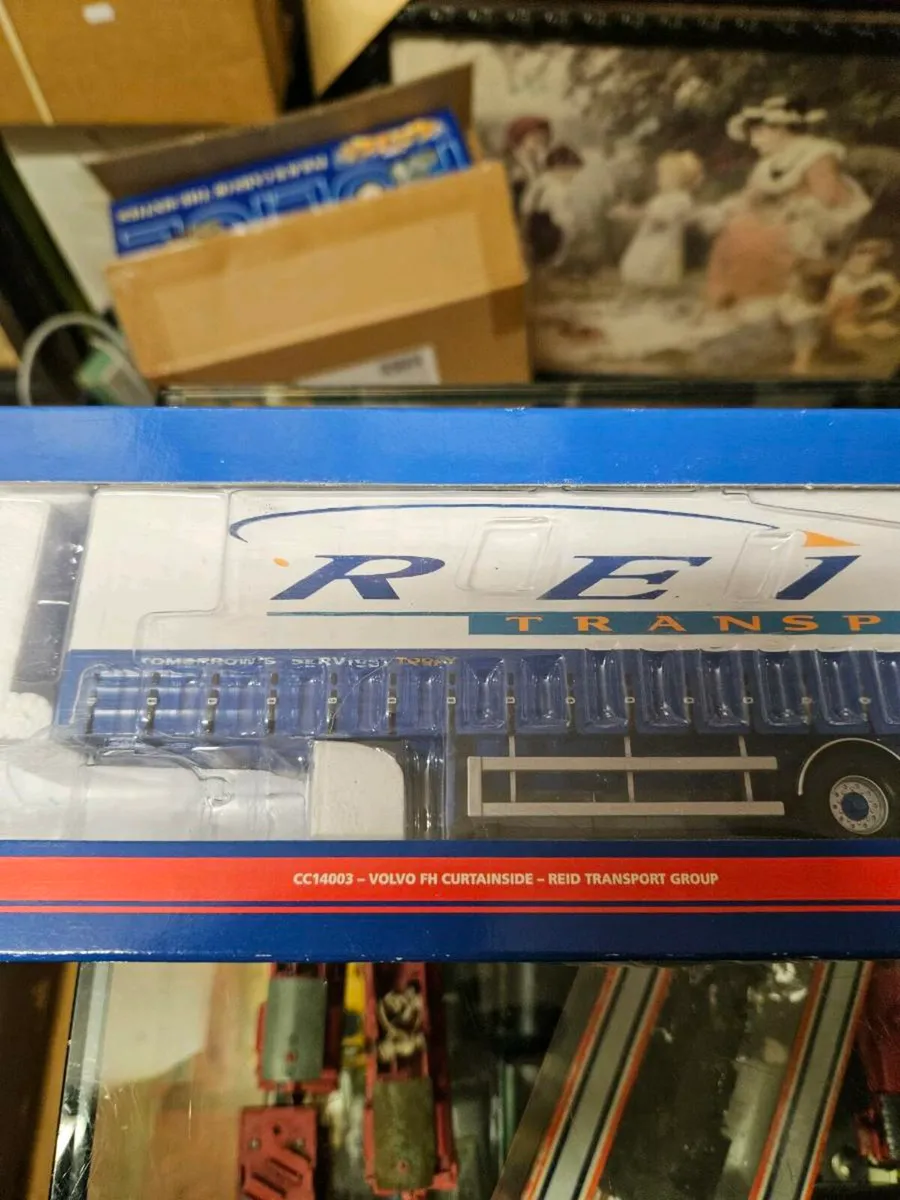 REI
TRANSP
TOMORROW'S SERVICE TODAY
CC14003 – VOLVO FH CURTAINSIDE – REID TRANSPORT GROUP